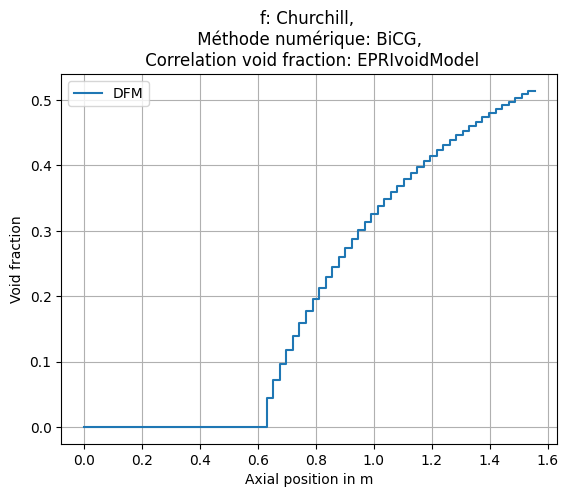 f: Churchill,
Méthode numérique: BiCG,
Correlation void fraction: EPRIvoidModel
DFM
Void fraction
0.5
0.4
0.3
0.2
0.1
0.0
0.0 0.2 0.4 0.6 0.8 1.0 1.2 1.4 1.6
Axial position in m